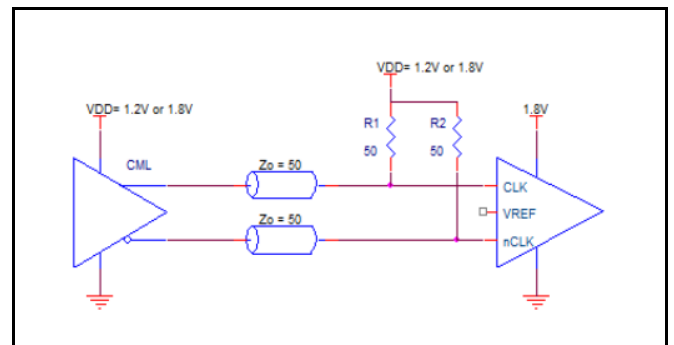 VDD= 1.2V or 1.8V
VDD= 1.2V or 1.8V
1.8V
R1
50
R2
50
CML
Zo = 50
CLK
VREF
Zo = 50
nCLK